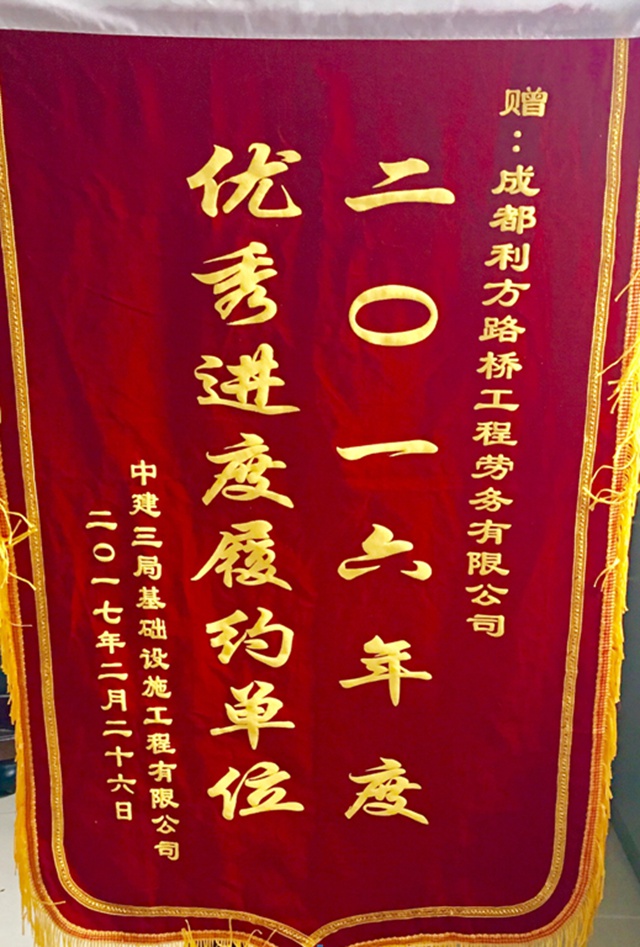 赠：成都利方路桥工程劳务有限公司
二〇一六年度
优秀进度履约单位
中建三局基础设施工程有限公司
二〇一七年二月二十六日